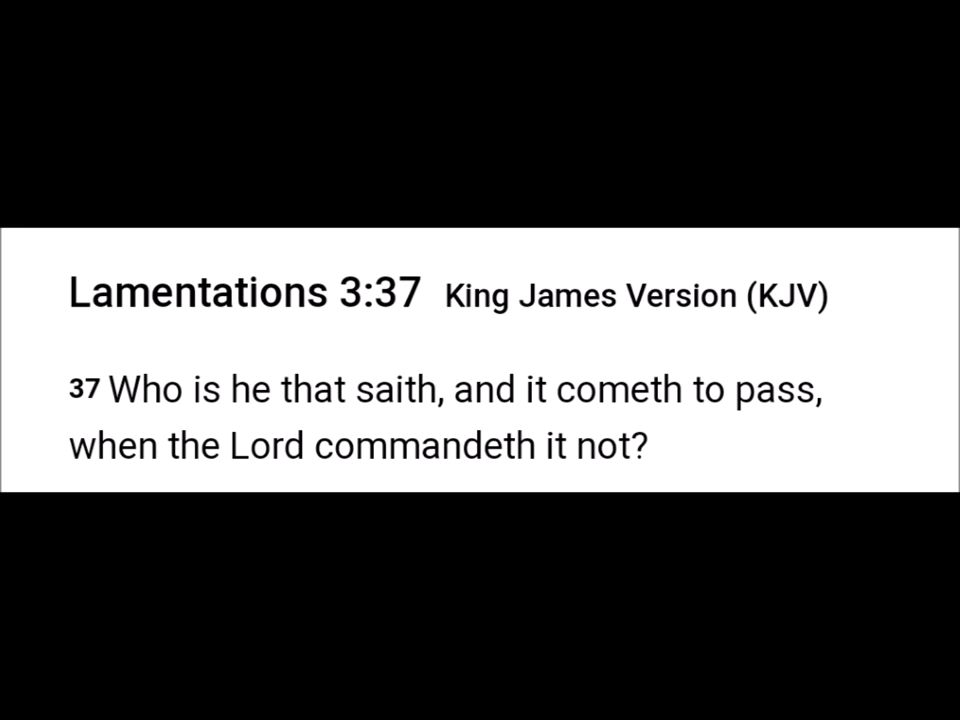 Lamentations 3:37 King James Version (KJV)
37 Who is he that saith, and it cometh to pass,
when the Lord commandeth it not?